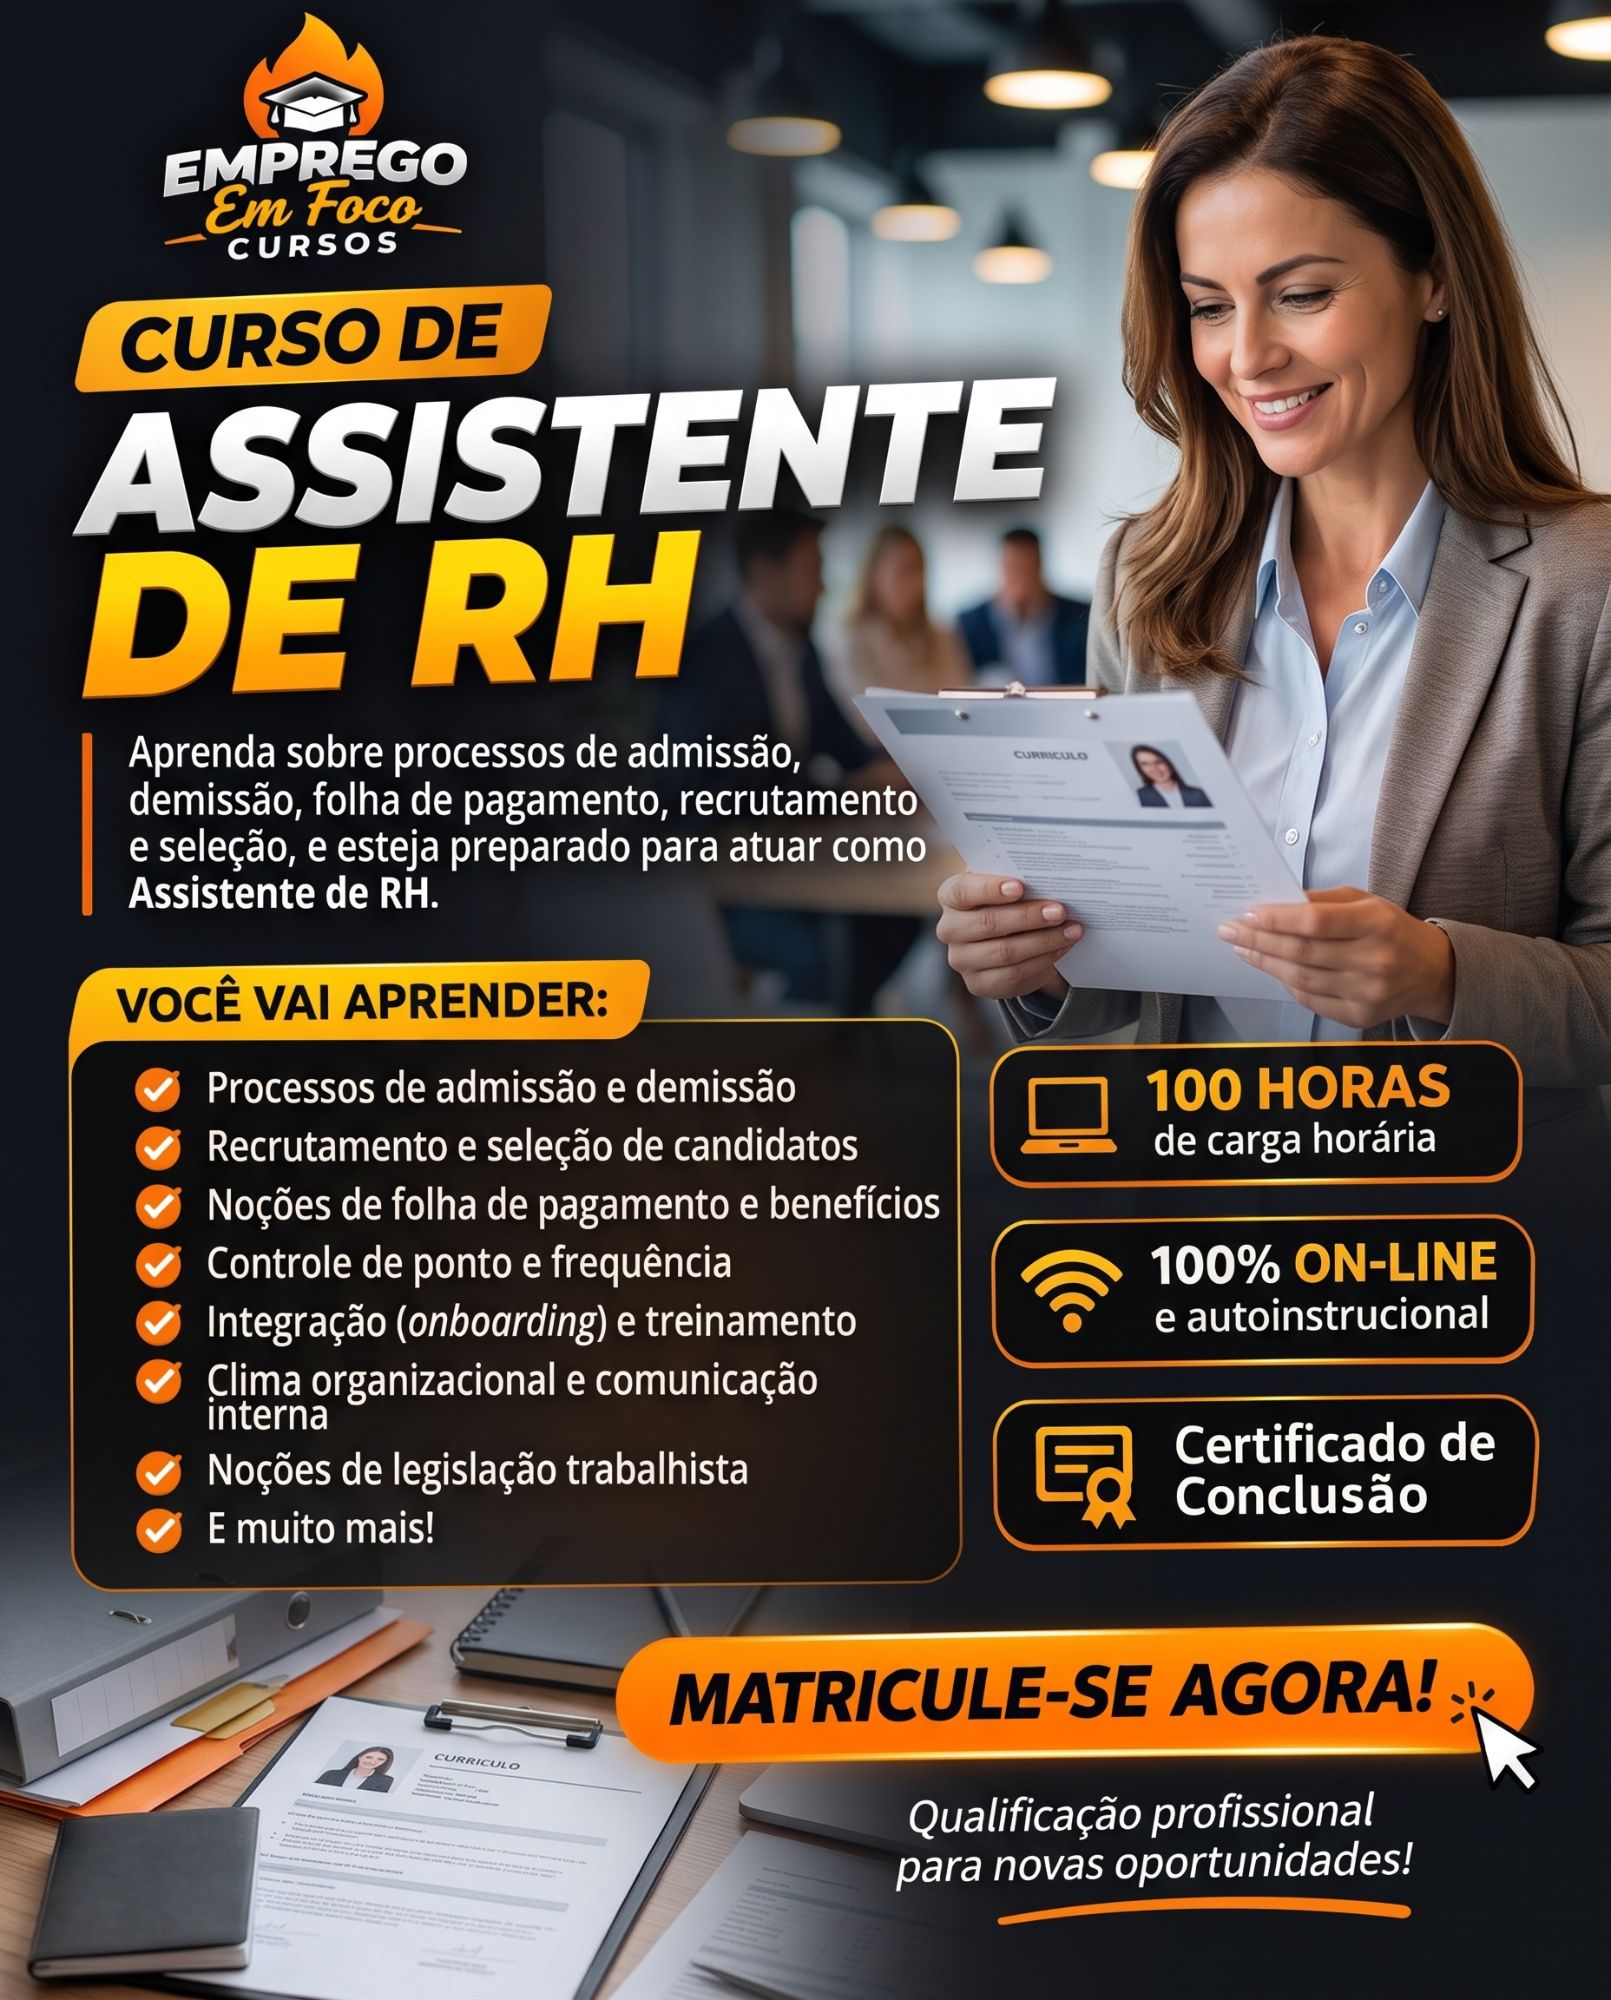 EMPREGO
Em Foco
CURSOS
CURSO DE
ASSISTENTE
DE RH
Aprenda sobre processos de admissão,
demissão, folha de pagamento, recrutamento
e seleção, e esteja preparado para atuar como
Assistente de RH.
CURRICULO
VOCÊ VAI APRENDER:
Processos de admissão e demissão
Recrutamento e seleção de candidatos
Noções de folha de pagamento e benefícios
Controle de ponto e frequência
Integração (onboarding) e treinamento
Clima organizacional e comunicação
interna
Noções de legislação trabalhista
E muito mais!
100 HORAS
de carga horária
100% ON-LINE
e autoinstrucional
Certificado de
Conclusão
MATRICULE-SE AGORA!
CURRICULO
Qualificação profissional
para novas oportunidades!